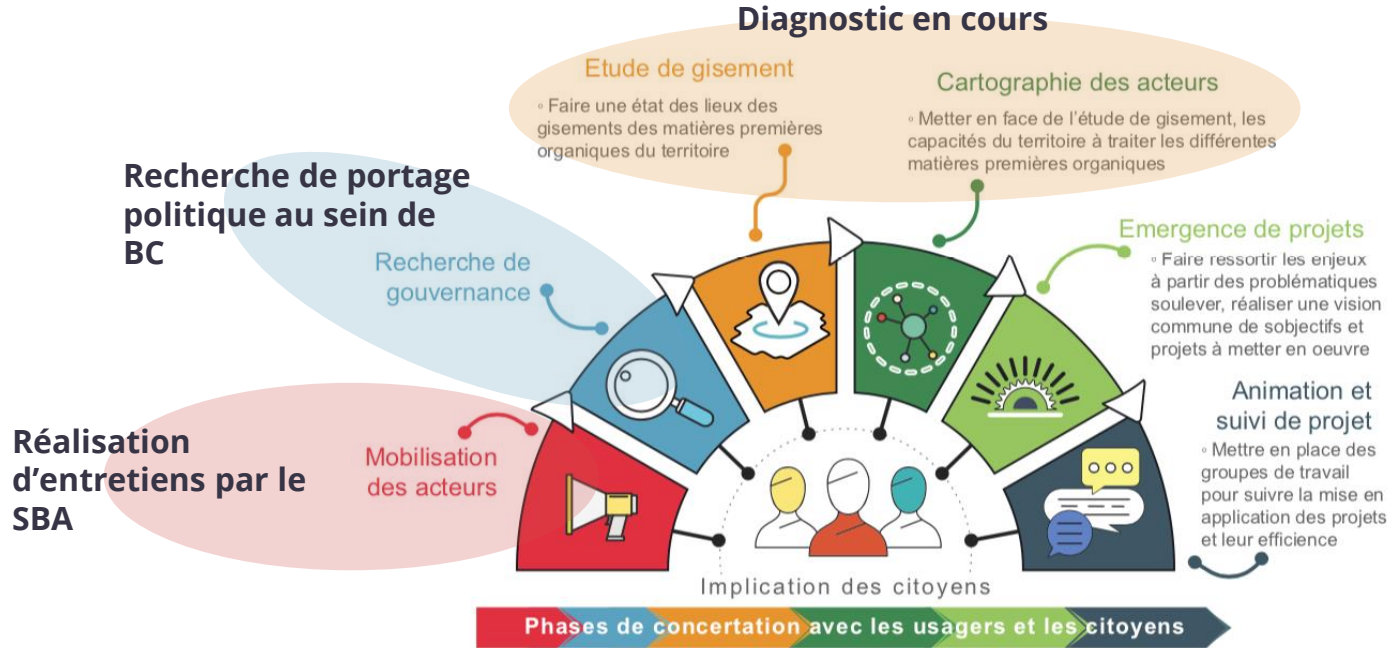 Diagnostic en cours
Etude de gisement
◦ Faire une état des lieux des
gisements des matières premières
organiques du territoire
Cartographie des acteurs
◦ Metter en face de l'étude de gisement, les
capacités du territoire à traiter les différentes
matières premières organiques
Recherche de portage
politique au sein de
BC
Recherche de
gouvernance
Emergence de projets
◦ Faire ressortir les enjeux
à partir des problématiques
soulever, réaliser une vision
commune de sobjectifs et
projets à metter en oeuvre
Réalisation
d'entretiens par le
SBA
Mobilisation
des acteurs
Animation et
suivi de projet
◦ Mettre en place des
groupes de travail
pour suivre la mise en
application des projets
et leur efficience
Implication des citoyens
Phases de concertation avec les usagers et les citoyens